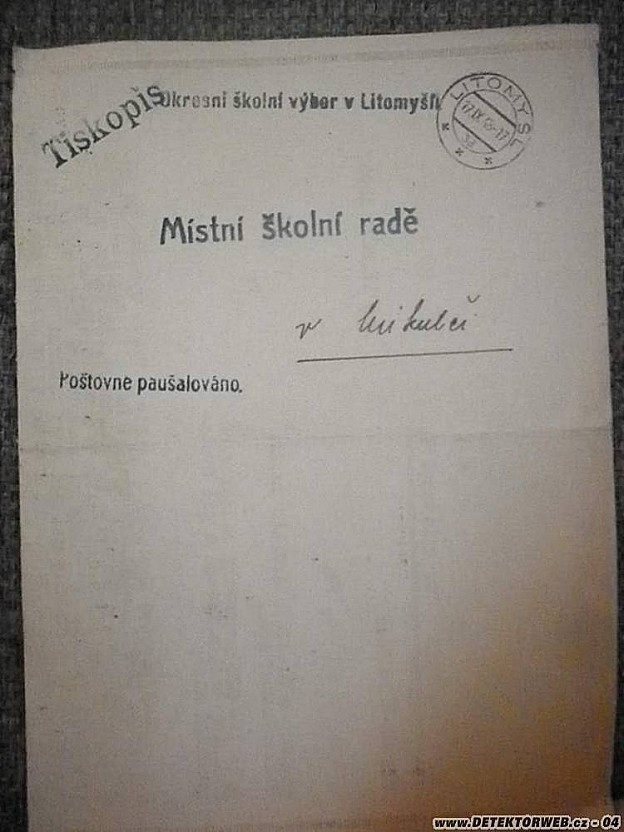 Tiskopis
Okresní školní výbor v Litomyšli
LITOMYŠL
Místní školní radě
v Mikulči
Poštovne paušalováno.
www.DETEKTORWEB.cz - 04